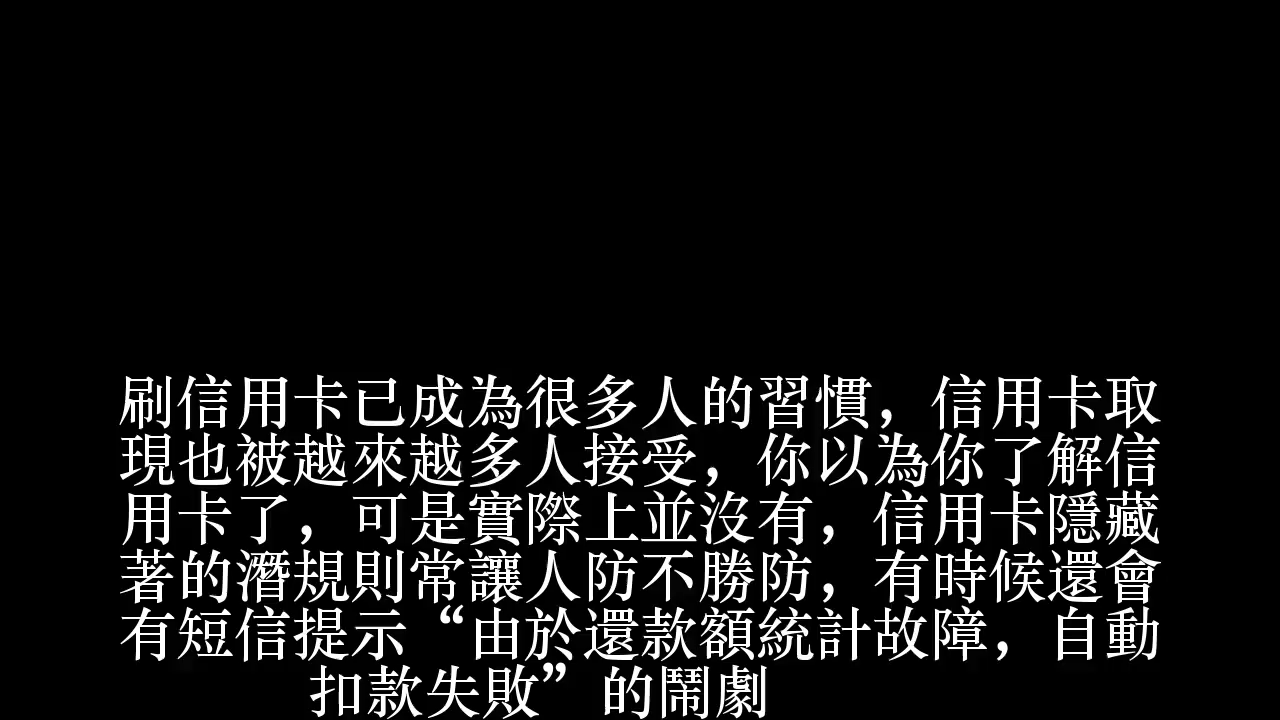 刷信用卡已成為很多人的習慣，信用卡取
現也被越來越多人接受，你以為你了解信
用卡了，可是實際上並沒有，信用卡隱藏
著的潛規則常讓人防不勝防，有時候還會
有短信提示“由於還款額統計故障，自動
扣款失敗”的鬧劇